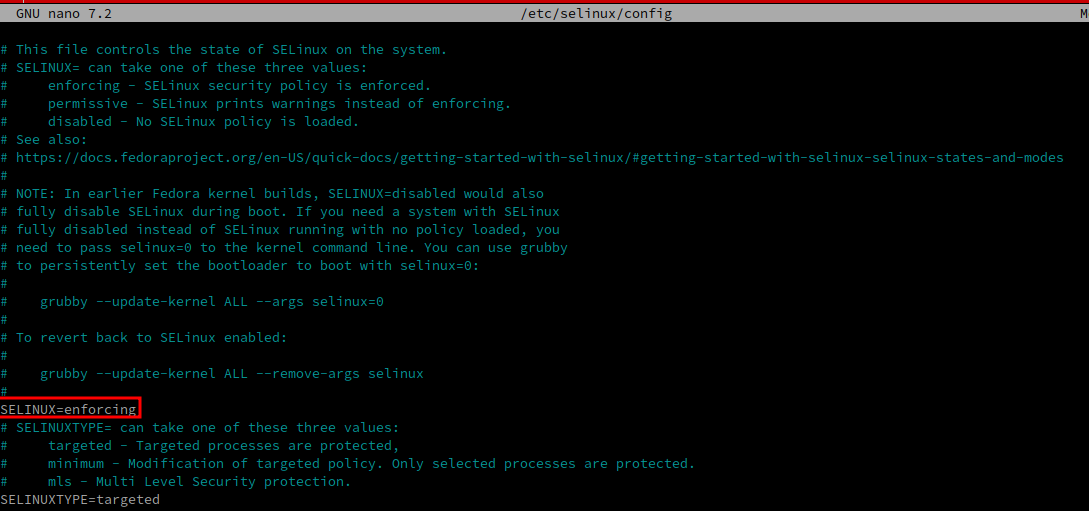 GNU nano 7.2 /etc/selinux/config M
# This file controls the state of SELinux on the system.
# SELINUX= can take one of these three values:
#     enforcing - SELinux security policy is enforced.
#     permissive - SELinux prints warnings instead of enforcing.
#     disabled - No SELinux policy is loaded.
# See also:
# https://docs.fedoraproject.org/en-US/quick-docs/getting-started-with-selinux/#getting-started-with-selinux-selinux-states-and-modes
#
# NOTE: In earlier Fedora kernel builds, SELINUX=disabled would also
# fully disable SELinux during boot. If you need a system with SELinux
# fully disabled instead of SELinux running with no policy loaded, you
# need to pass selinux=0 to the kernel command line. You can use grubby
# to persistently set the bootloader to boot with selinux=0:
#
#    grubby --update-kernel ALL --args selinux=0
#
# To revert back to SELinux enabled:
#
#    grubby --update-kernel ALL --remove-args selinux
#
SELINUX=enforcing
# SELINUXTYPE= can take one of these three values:
#     targeted - Targeted processes are protected,
#     minimum - Modification of targeted policy. Only selected processes are protected.
#     mls - Multi Level Security protection.
SELINUXTYPE=targeted